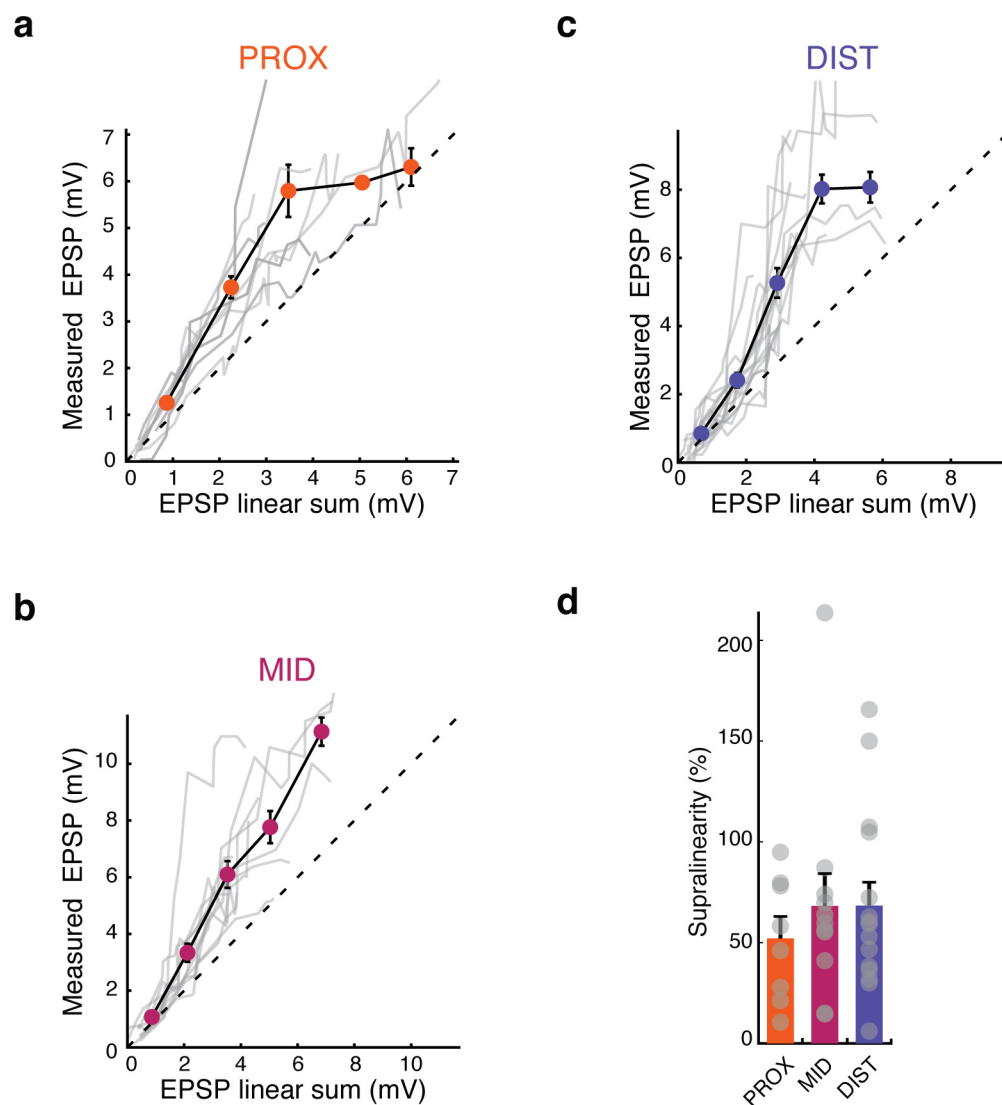 a
PROX
Measured EPSP (mV)
7
6
5
4
3
2
1
0
0 1 2 3 4 5 6 7
EPSP linear sum (mV)
c
DIST
Measured EPSP (mV)
8
6
4
2
0
0 2 4 6 8
EPSP linear sum (mV)
b
MID
Measured EPSP (mV)
10
8
6
4
2
0
0 2 4 6 8 10
EPSP linear sum (mV)
d
Supralinearity (%)
200
150
100
50
0
PROX MID DIST